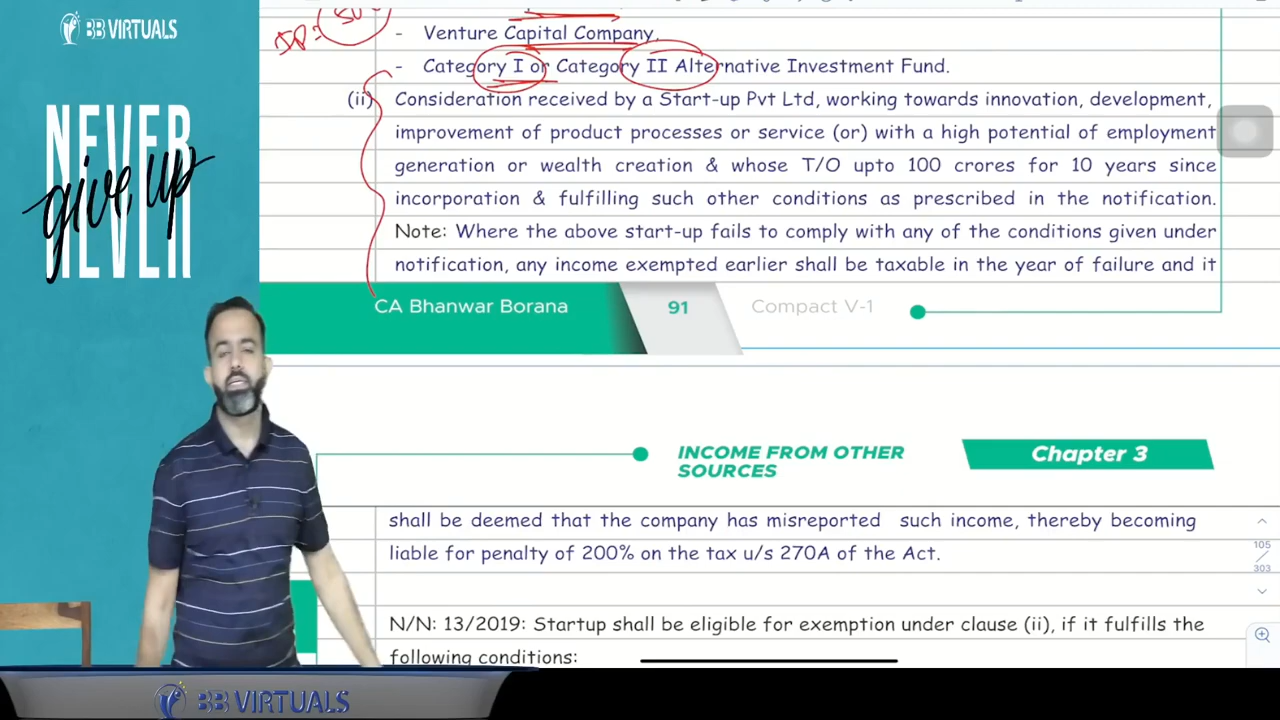 BB VIRTUALS
NEVER
give up
NEVER
- Venture Capital Company,
- Category I or Category II Alternative Investment Fund.
(ii) Consideration received by a Start-up Pvt Ltd, working towards innovation, development,
improvement of product processes or service (or) with a high potential of employment
generation or wealth creation & whose T/O upto 100 crores for 10 years since
incorporation & fulfilling such other conditions as prescribed in the notification.
Note: Where the above start-up fails to comply with any of the conditions given under
notification, any income exempted earlier shall be taxable in the year of failure and it
CA Bhanwar Borana 91 Compact V-1
INCOME FROM OTHER
SOURCES
Chapter 3
shall be deemed that the company has misreported such income, thereby becoming
liable for penalty of 200% on the tax u/s 270A of the Act.
105
303
N/N: 13/2019: Startup shall be eligible for exemption under clause (ii), if it fulfills the
following conditions:
BB VIRTUALS